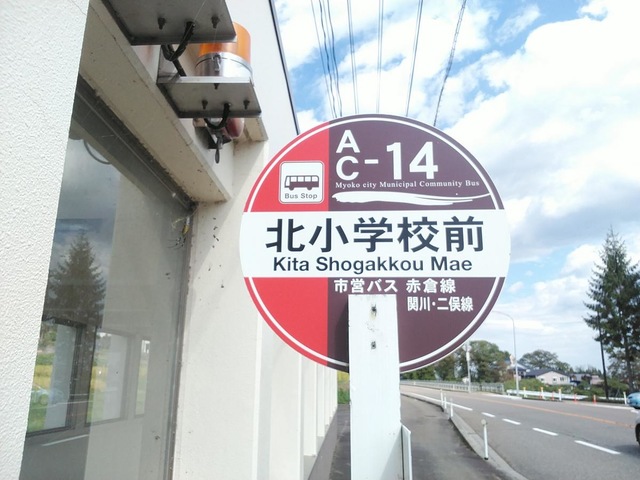 AC-14
Bus Stop
Myoko city Municipal Community Bus
北小学校前
Kita Shogakkou Mae
市営バス 赤倉線
関川・二俣線